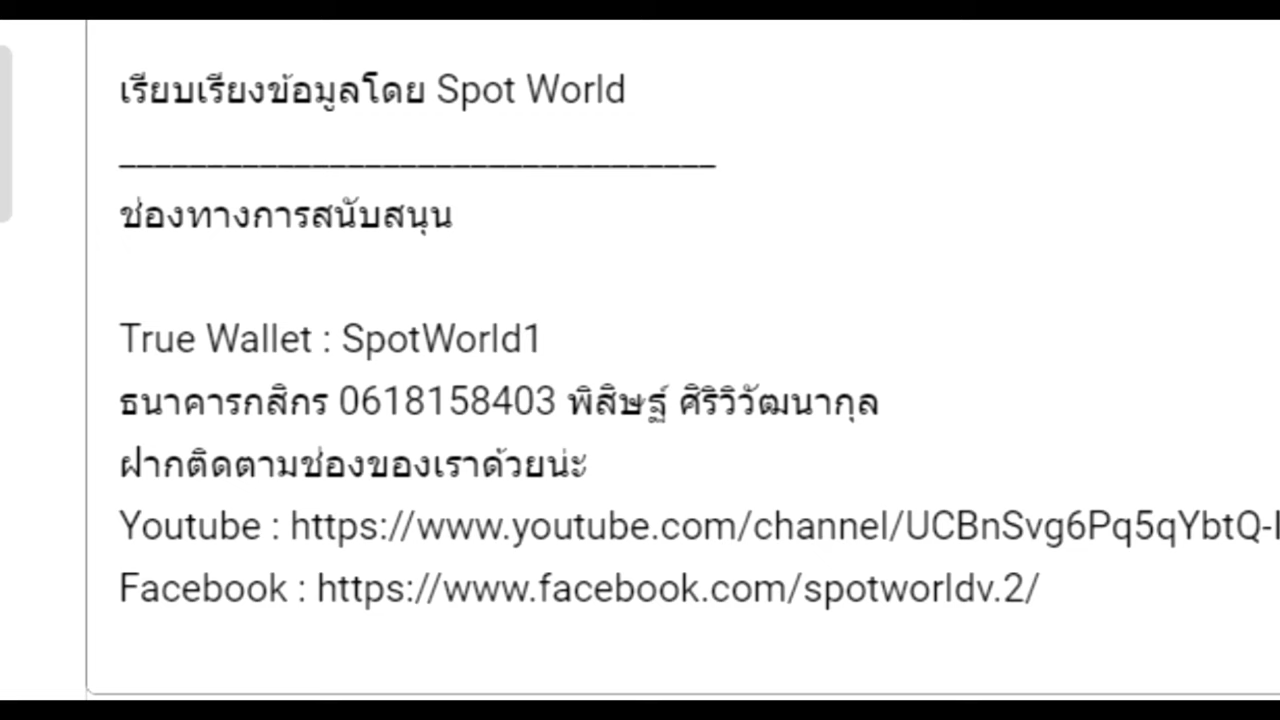 เรียบเรียงข้อมูลโดย Spot World
__________________________________
ช่องทางการสนับสนุน
True Wallet : SpotWorld1
ธนาคารกสิกร 0618158403 พิสิษฐ์ ศิริวิวัฒนากุล
ฝากติดตามช่องของเราด้วยน่ะ
Youtube : https://www.youtube.com/channel/UCBnSvg6Pq5qYbtQ-
Facebook : https://www.facebook.com/spotworldv.2/